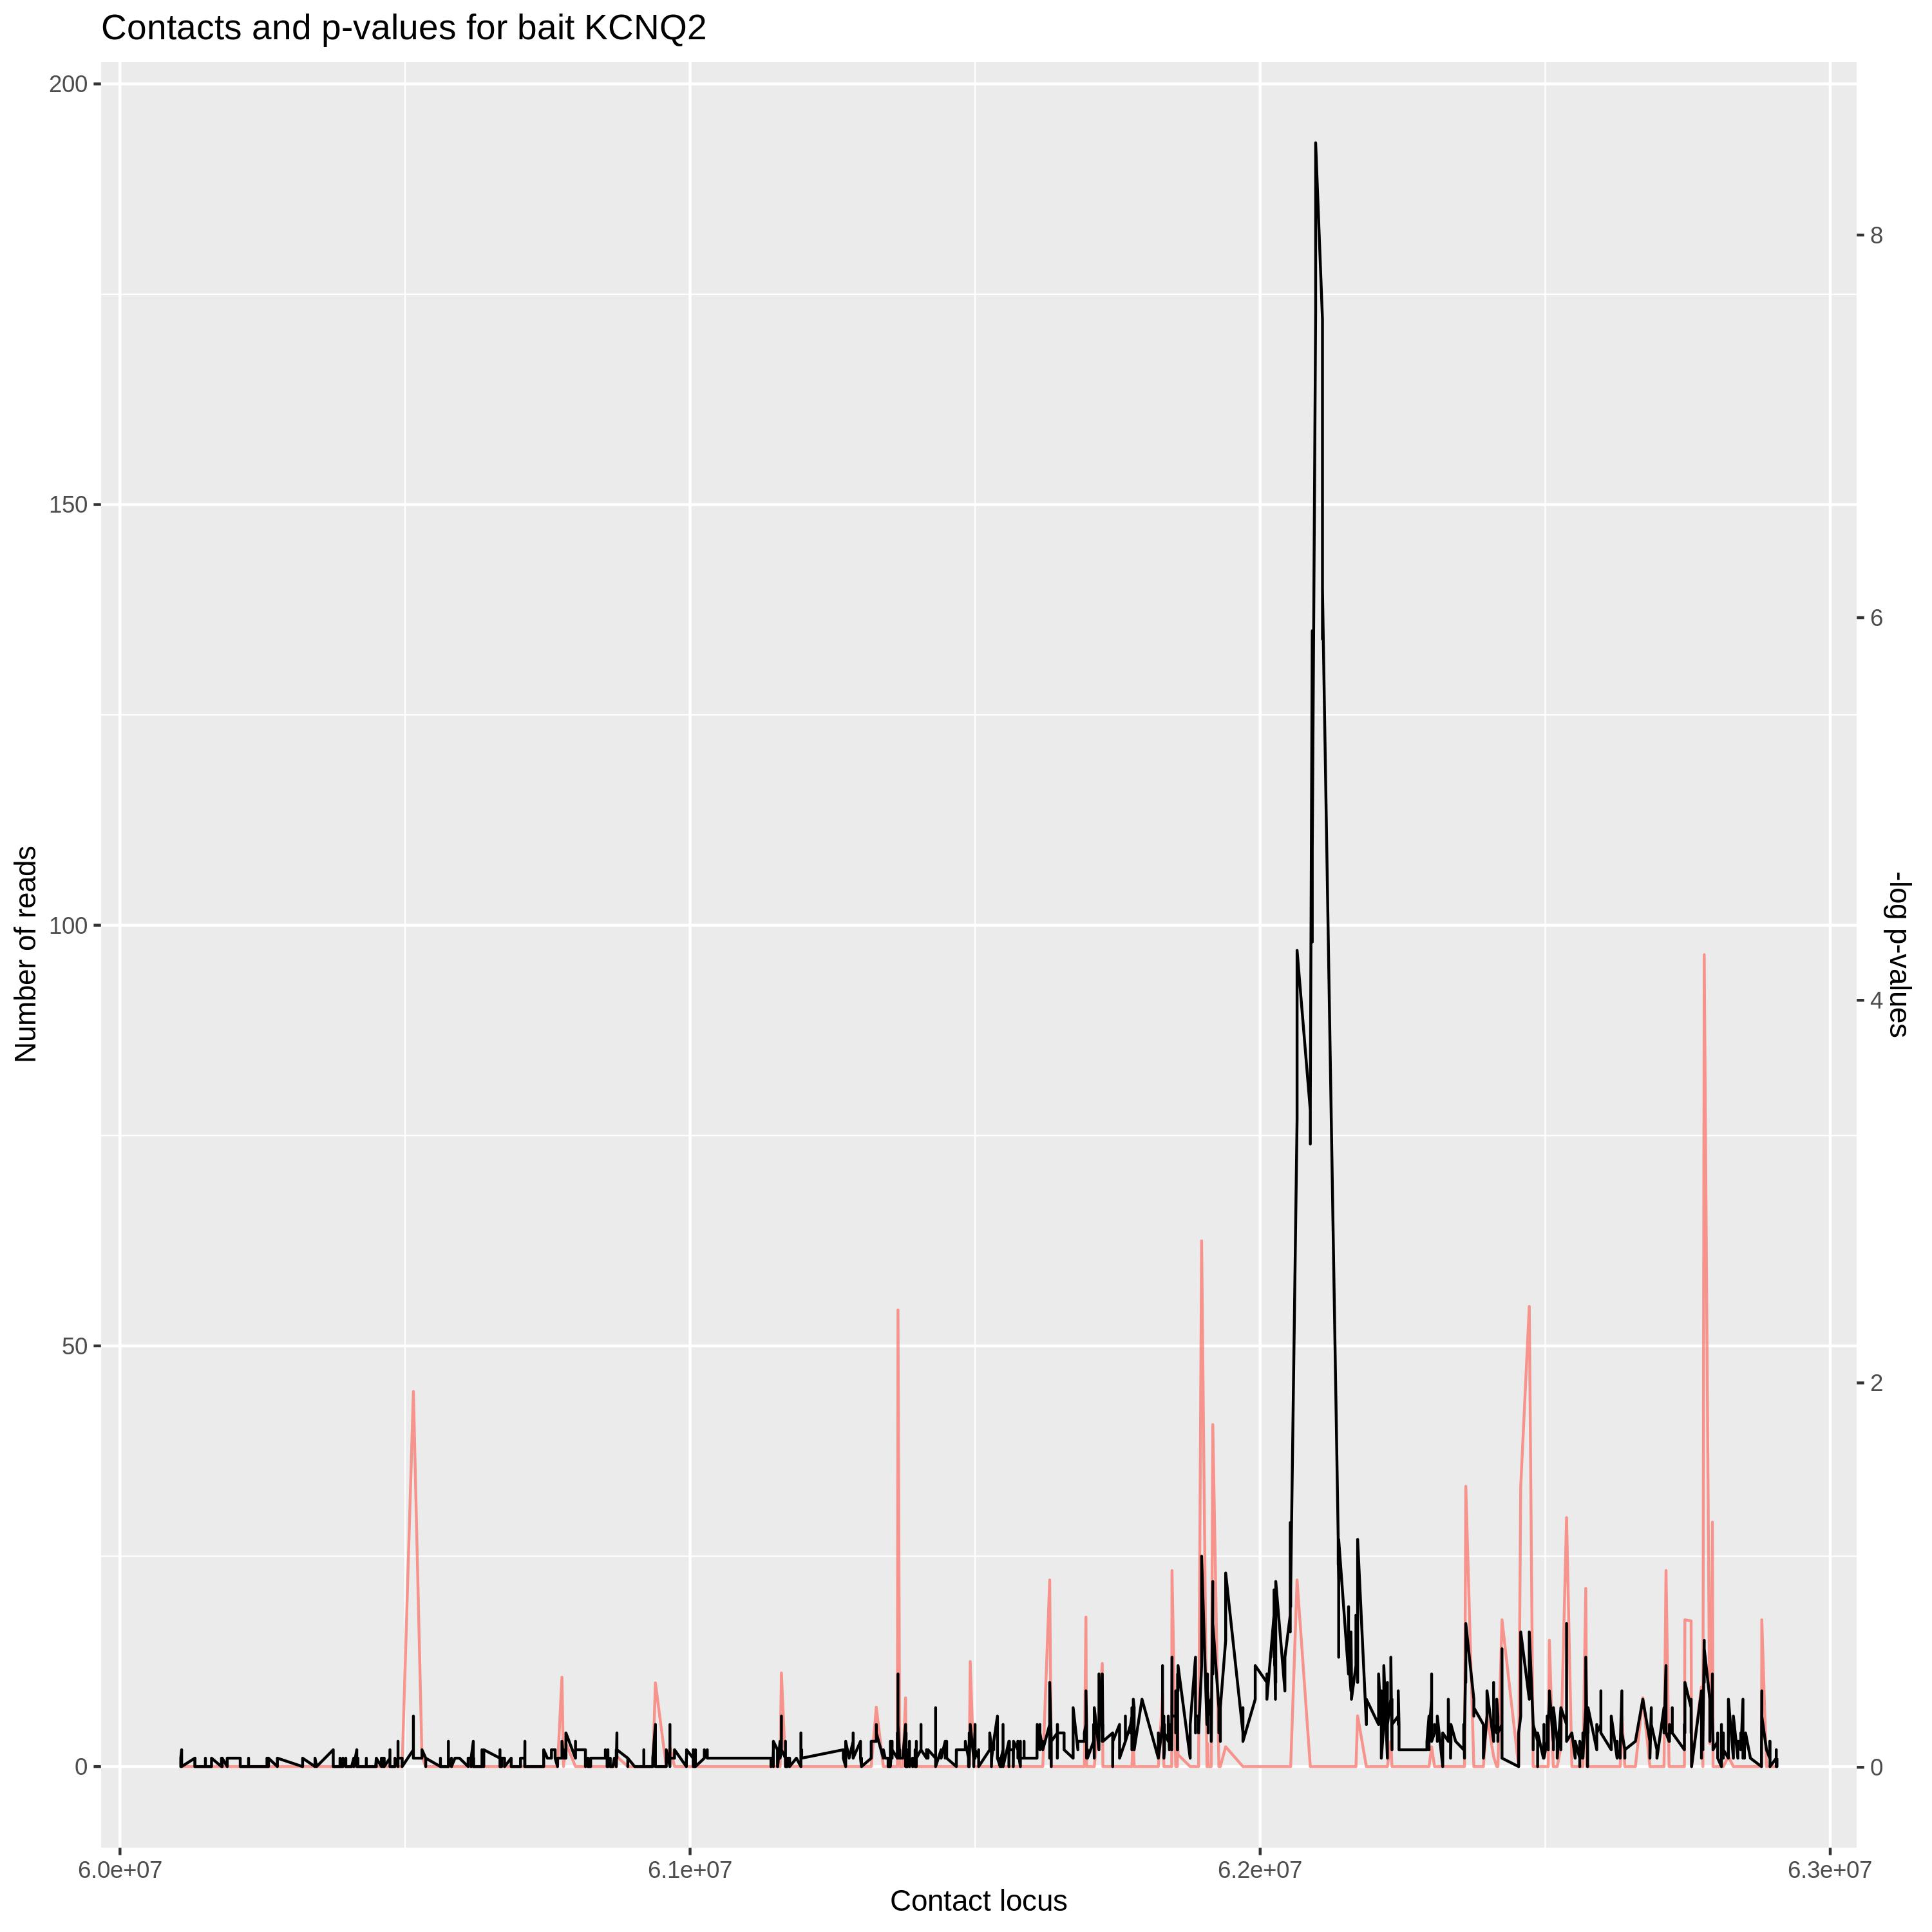 Contacts and p-values for bait KCNQ2
200
150
100
50
0
Number of reads
8
6
4
2
0
-log p-values
6.0e+07 6.1e+07 6.2e+07 6.3e+07
Contact locus